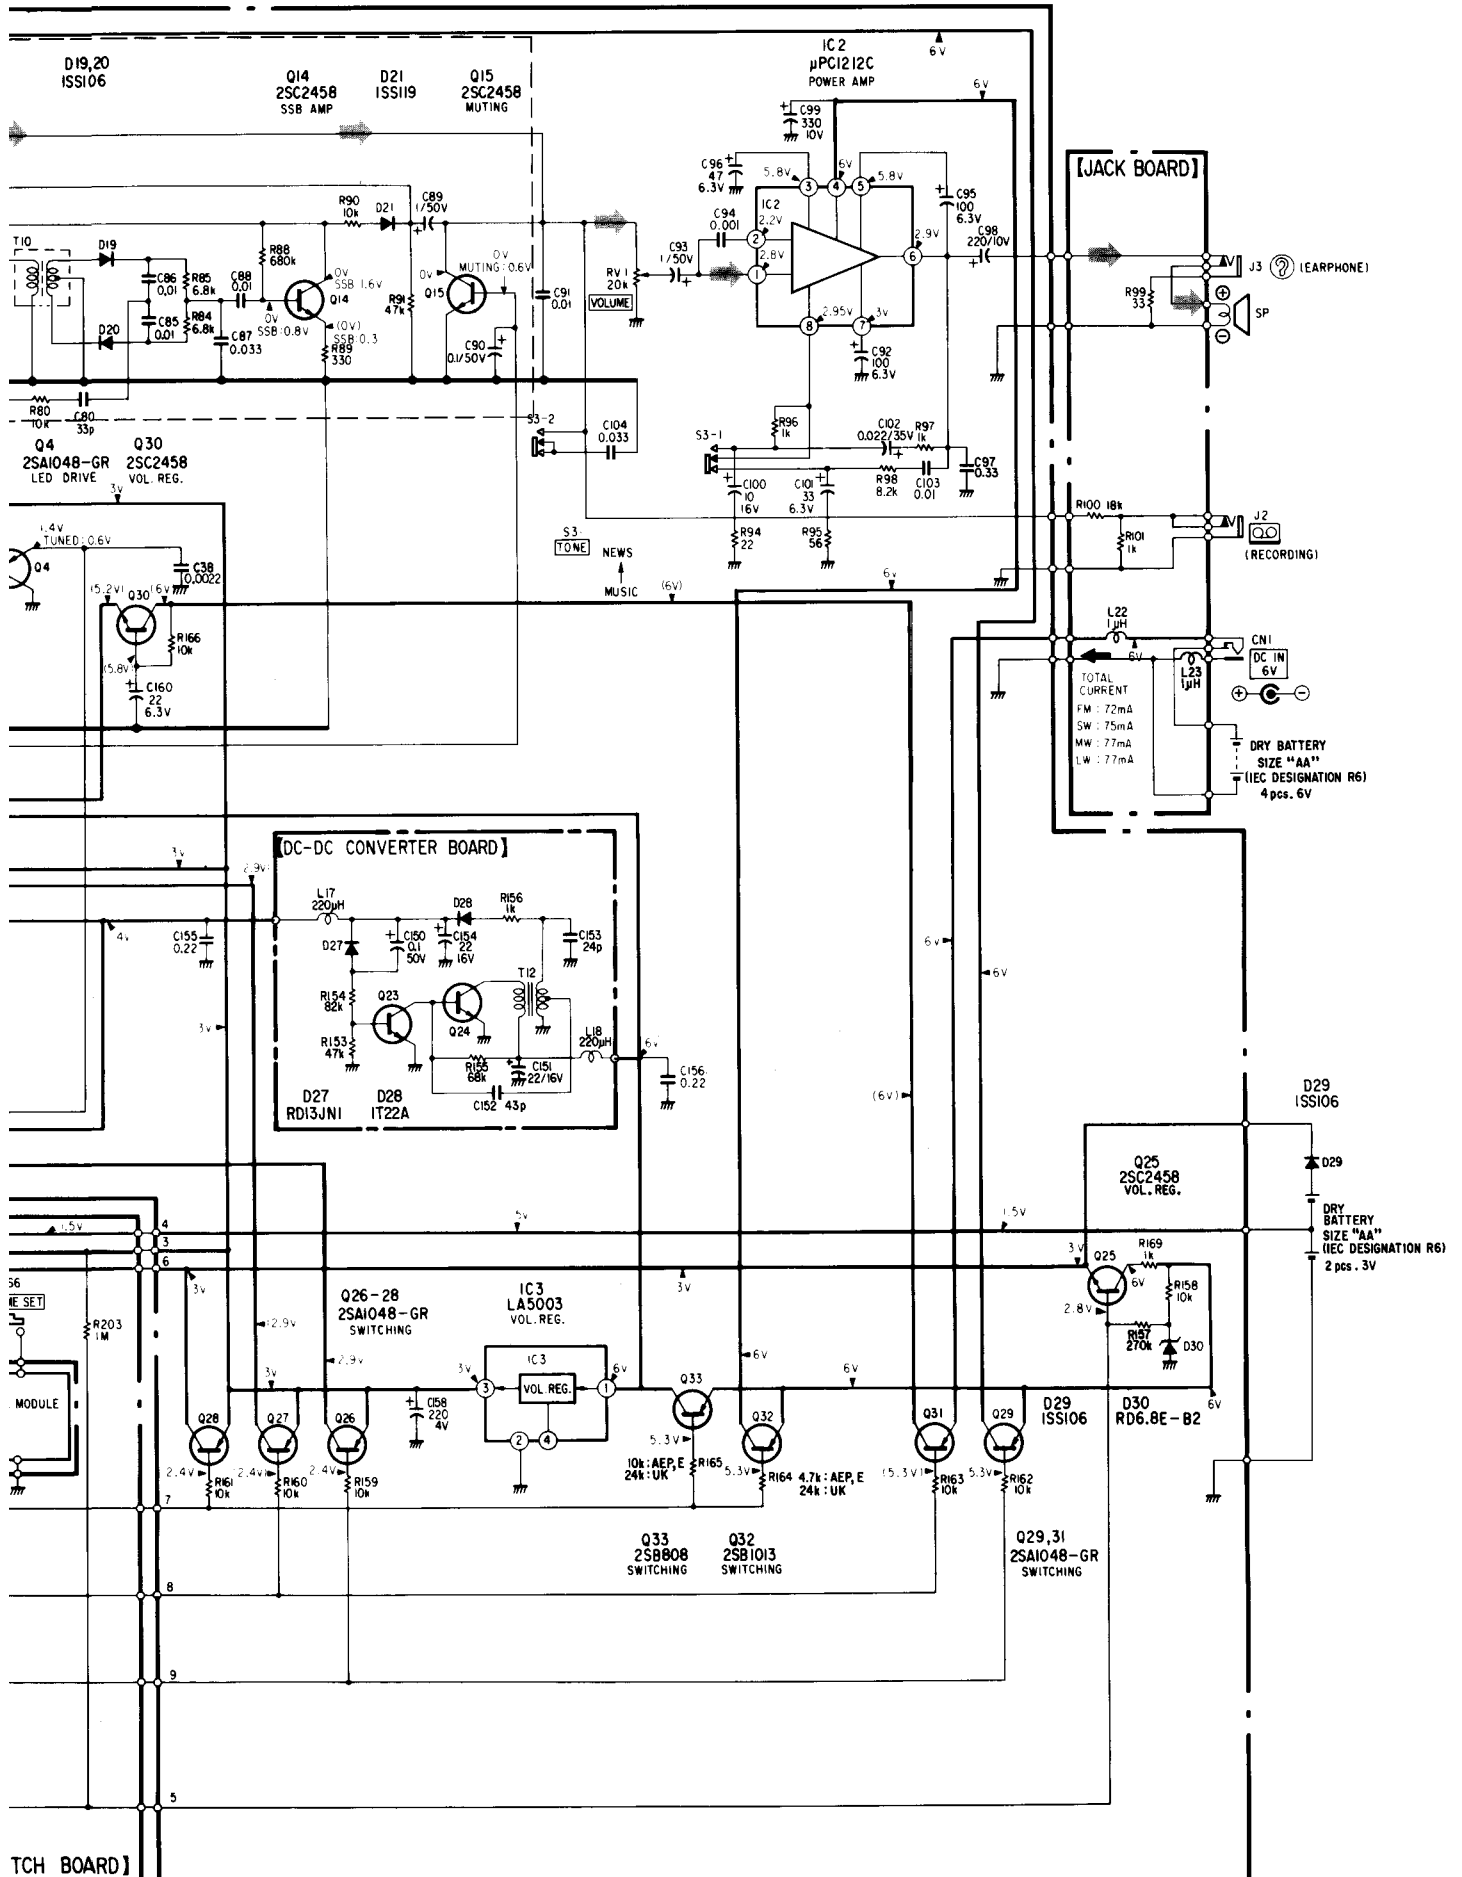 D19,20
1SS106
Q14
2SC2458
SSB AMP
D21
1SS119
Q15
2SC2458
MUTING
IC2
μPC1212C
POWER AMP
6V
6V
C99
330
10V
C96
47
6.3V
5.8V
6V
5.8V
3
4
5
C95
100
6.3V
C94
0.001
IC2
2.2V
2
2.8V
1
2.9V
6
C98
220/10V
8
2.95V
7
3V
C92
100
6.3V
C93
1/50V
RV1
20k
VOLUME
【JACK BOARD】
J3
(EARPHONE)
R99
33
SP
R90
10k
D21
C89
1/50V
T10
D19
R88
680k
C86
0.01
R85
6.8k
C88
0.01
0V
SSB 1.6V
Q14
0V
MUTING:0.6V
0V
Q15
C85
0.01
R84
6.8k
0V
SSB:0.8V
(0V)
SSB:0.3
R91
47k
C91
0.01
D20
C87
0.033
R89
330
C90
0.1/50V
R80
10k
C80
33p
S3-2
C104
0.033
R96
1k
S3-1
C102
0.022/35V
R97
1k
C97
0.33
R98
8.2k
C103
0.01
C100
10
16V
C101
33
6.3V
R94
22
R95
56
Q4
2SA1048-GR
LED DRIVE
Q30
2SC2458
VOL. REG.
3V
1.4V
TUNED:0.6V
Q4
C38
0.0022
S3
TONE
NEWS
MUSIC
R100 18k
R101
1k
J2
(RECORDING)
(5.2V)
Q30
(6V)
R166
10k
(5.8V)
C160
22
6.3V
(6V)
6V
L22
1μH
6V
L23
1μH
CN1
DC IN
6V
TOTAL
CURRENT
FM : 72mA
SW : 75mA
MW : 77mA
LW : 77mA
DRY BATTERY
SIZE "AA"
(IEC DESIGNATION R6)
4pcs. 6V
3V
2.9V
【DC-DC CONVERTER BOARD】
4V
C155
0.22
3V
L17
220μH
D27
C150
0.1
50V
D28
C154
22
16V
R156
1k
C153
24p
R154
82k
Q23
Q24
T12
R153
47k
R155
68k
C151
22/16V
C152 43p
L18
220μH
D27
RD13JN1
D28
1T22A
6V
C156
0.22
6V
6V
(6V)
D29
1SS106
D29
Q25
2SC2458
VOL. REG.
1.5V
5V
1.5V
4
3
6
DRY
BATTERY
SIZE "AA"
(IEC DESIGNATION R6)
2pcs. 3V
3V
3V
3V
Q25
R169
1k
6V
R158
10k
2.8V
R157
270k
D30
66
ME SET
R203
1M
MODULE
Q26-28
2SA1048-GR
SWITCHING
2.9V
2.9V
IC3
LA5003
VOL. REG.
IC3
VOL. REG.
3V
3
6V
1
2
4
3V
C158
220
4V
Q28
Q27
Q26
2.4V
R161
10k
2.4V
R160
10k
2.4V
R159
10k
6V
6V
Q33
5.3V
R165
10k:AEP,E
24k:UK
Q32
5.3V
R164
4.7k:AEP,E
24k:UK
Q31
(5.3V)
R163
10k
Q29
5.3V
R162
10k
D29
1SS106
D30
RD6.8E-B2
6V
7
Q33
2SB808
SWITCHING
Q32
2SB1013
SWITCHING
Q29,31
2SA1048-GR
SWITCHING
8
9
5
TCH BOARD】